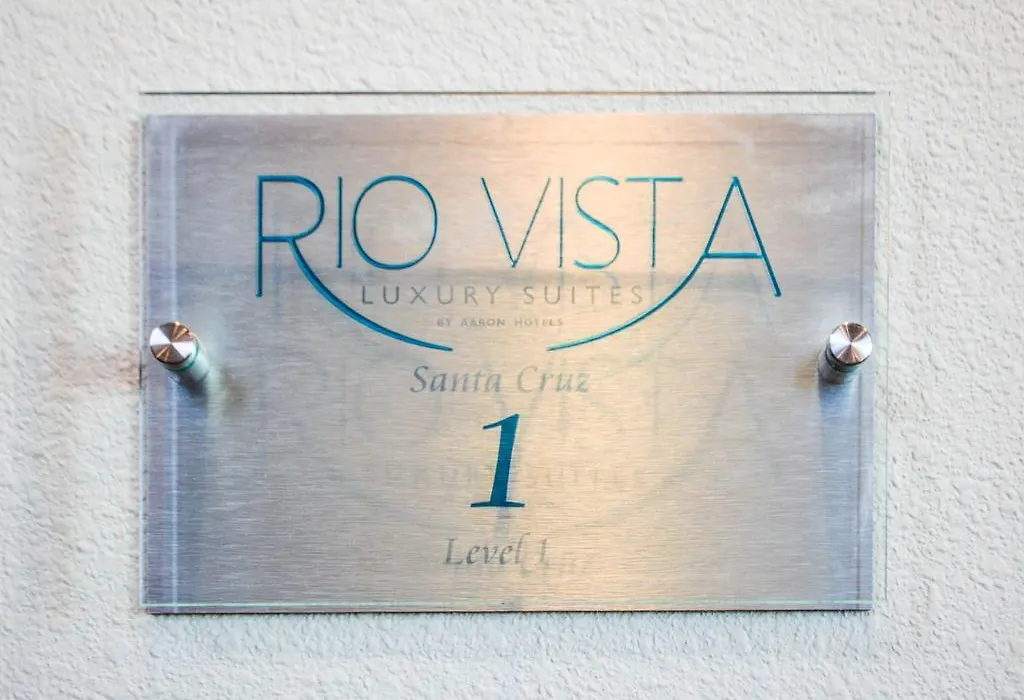 RIO VISTA
LUXURY SUITES
BY AARON HOTELS
Santa Cruz
1
Level 1